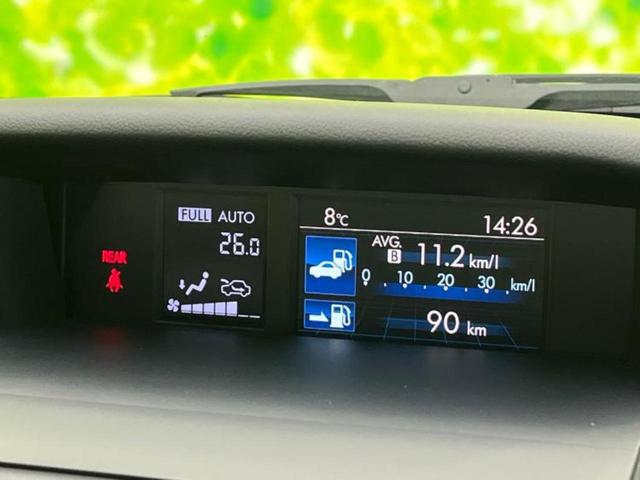 REAR
FULL AUTO
26.0
8°C 14:26
AVG. B 11.2 km/l
0 10 20 30 km/l
90 km